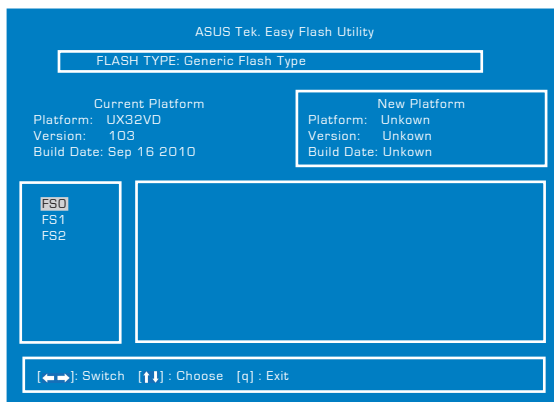 ASUS Tek. Easy Flash Utility
FLASH TYPE: Generic Flash Type
Current Platform
Platform: UX32VD
Version: 103
Build Date: Sep 16 2010
New Platform
Platform: Unkown
Version: Unkown
Build Date: Unkown
FS0
FS1
FS2
[←→]: Switch [↑↓] : Choose [q] : Exit